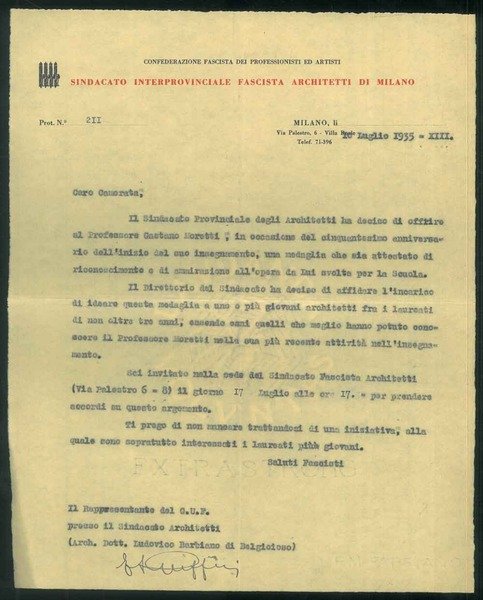 CONFEDERAZIONE FASCISTA DEI PROFESSIONISTI ED ARTISTI
SINDACATO INTERPROVINCIALE FASCISTA ARCHITETTI DI MILANO
Prot. N.° 211
MILANO, lì
Via Palestro, 6 - Villa Reale
Telef. 71-396
Luglio 1935 = XIII.
Caro Camerata,
Il Sindacato Provinciale degli Architetti ha deciso di offrire
al Professore Gaetano Moretti, in occasione del cinquantesimo anniversa-
rio dell'inizio del suo insegnamento, una medaglia che sia attestato di
riconoscimento e di ammirazione all'opera da Lui svolta per la Scuola.
Il Direttorio del Sindacato ha deciso di affidare l'incarico
di ideare questa medaglia a uno o più giovani architetti fra i laureati
di non oltre tre anni, essendo essi quelli che meglio hanno potuto cono-
scere il Professore Moretti nella sua più recente attività nell'insegna-
mento.
Sei invitato nella sede del Sindacato Fascista Architetti
(Via Palestro 6 = 8) il giorno 17 Luglio alle ore 17. = per prendere
accordi su questo argomento.
Ti prego di non mancare trattandosi di una iniziativa, alla
quale sono sopratutto interessati i laureati più giovani.
Saluti Fascisti
EXTRA STRONG
Il Rappresentante del G.U.F.
presso il Sindacato Architetti
(Arch. Dott. Ludovico Barbiano di Belgioioso)